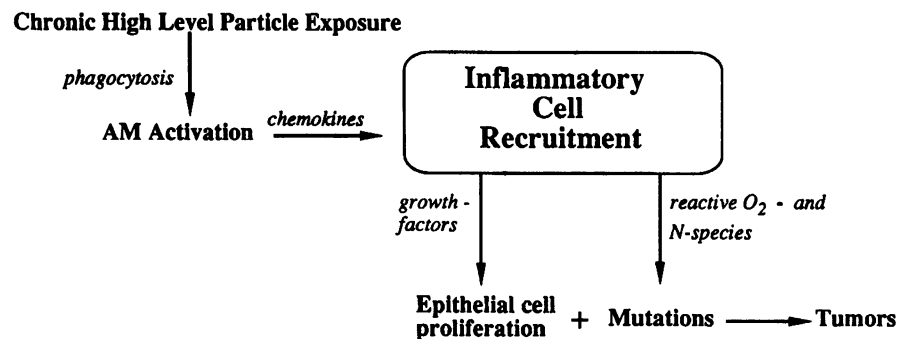 Chronic High Level Particle Exposure
phagocytosis
AM Activation
chemokines
Inflammatory
Cell
Recruitment
growth -
factors
reactive O₂ - and
N-species
Epithelial cell
proliferation
+
Mutations
Tumors